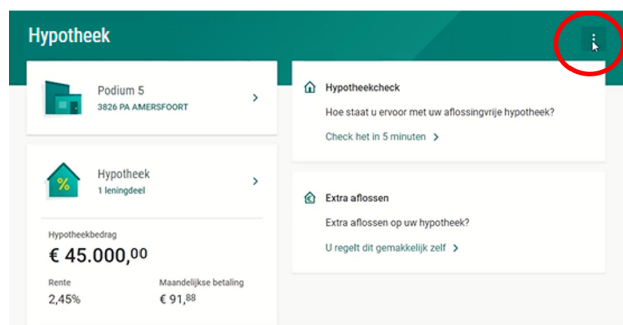 Hypotheek
Podium 5
3826 PA AMERSFOORT
Hypotheek
1 leningdeel
Hypotheekbedrag
€ 45.000,00
Rente
Maandelijkse betaling
2,45%
€ 91,88
Hypotheekcheck
Hoe staat u ervoor met uw aflossingvrije hypotheek?
Check het in 5 minuten
Extra aflossen
Extra aflossen op uw hypotheek?
U regelt dit gemakkelijk zelf